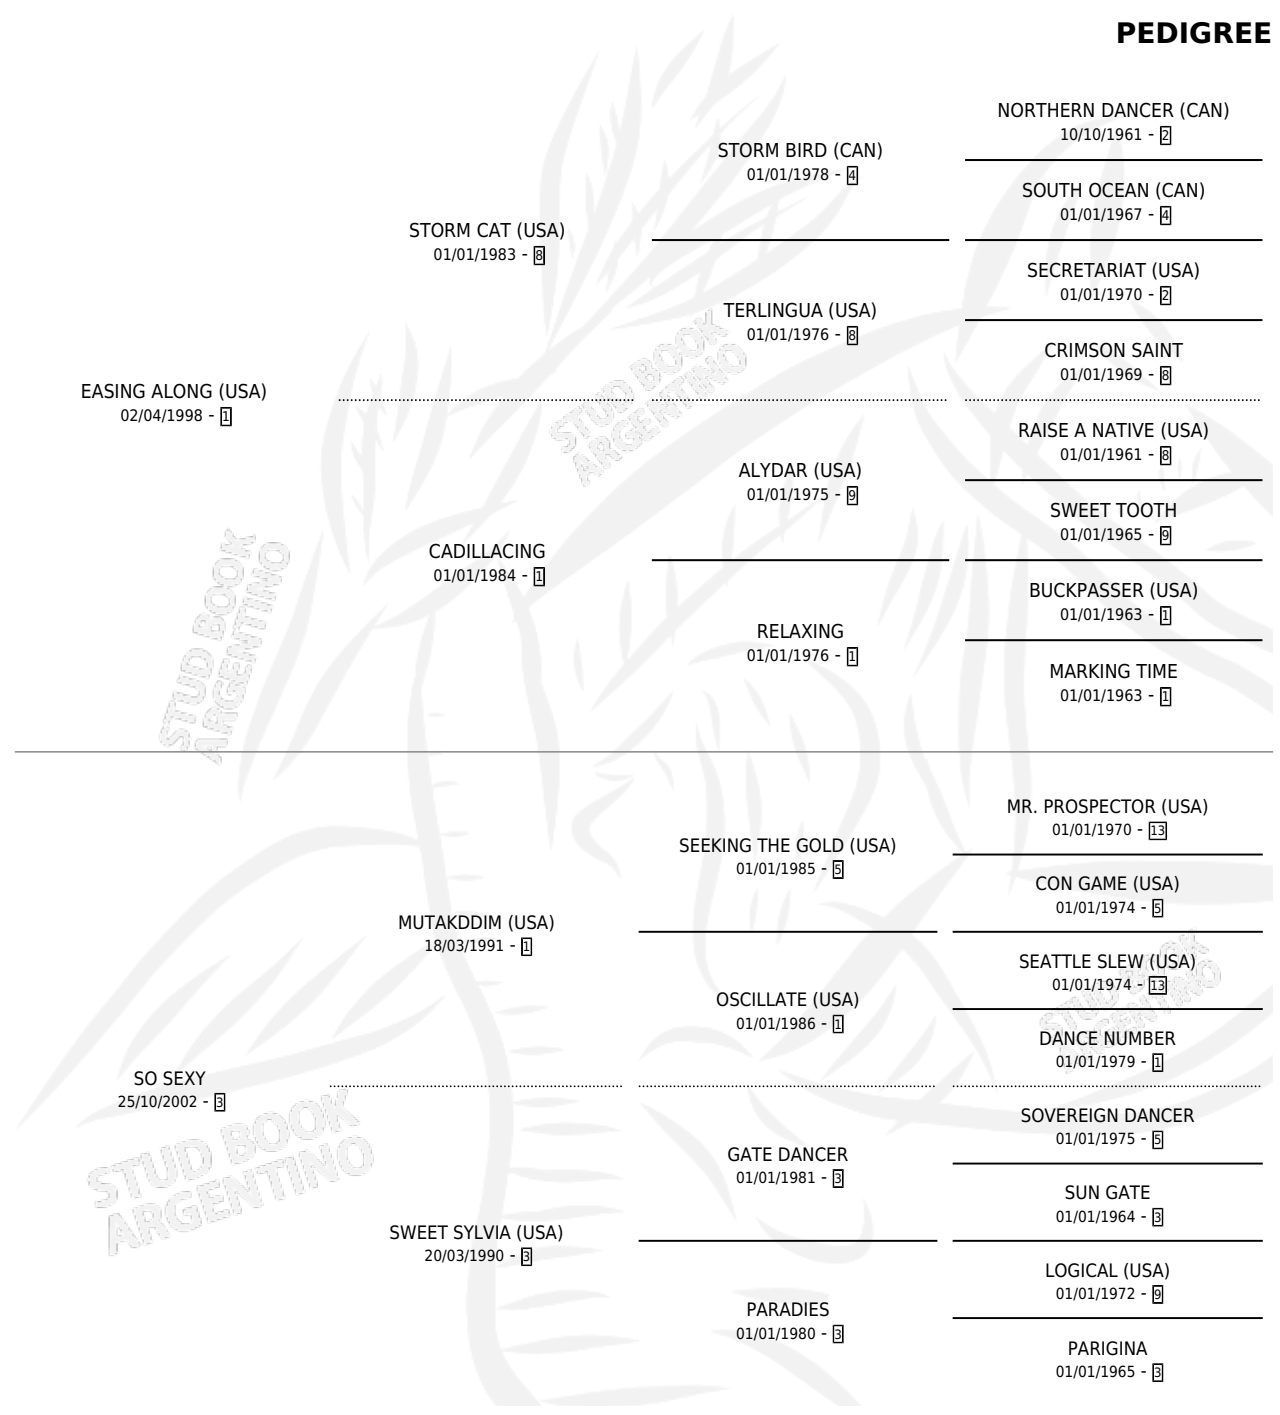 PEDIGREE
NORTHERN DANCER (CAN)
10/10/1961 - 2
STORM BIRD (CAN)
01/01/1978 - 4
SOUTH OCEAN (CAN)
01/01/1967 - 4
STORM CAT (USA)
01/01/1983 - 8
SECRETARIAT (USA)
01/01/1970 - 2
TERLINGUA (USA)
01/01/1976 - 8
CRIMSON SAINT
01/01/1969 - 8
EASING ALONG (USA)
02/04/1998 - 1
RAISE A NATIVE (USA)
01/01/1961 - 8
ALYDAR (USA)
01/01/1975 - 9
SWEET TOOTH
01/01/1965 - 9
CADILLACING
01/01/1984 - 1
BUCKPASSER (USA)
01/01/1963 - 1
RELAXING
01/01/1976 - 1
MARKING TIME
01/01/1963 - 1
MR. PROSPECTOR (USA)
01/01/1970 - 13
SEEKING THE GOLD (USA)
01/01/1985 - 5
CON GAME (USA)
01/01/1974 - 5
MUTAKDDIM (USA)
18/03/1991 - 1
SEATTLE SLEW (USA)
01/01/1974 - 13
OSCILLATE (USA)
01/01/1986 - 1
DANCE NUMBER
01/01/1979 - 1
SO SEXY
25/10/2002 - 3
SOVEREIGN DANCER
01/01/1975 - 5
GATE DANCER
01/01/1981 - 3
SUN GATE
01/01/1964 - 3
SWEET SYLVIA (USA)
20/03/1990 - 3
LOGICAL (USA)
01/01/1972 - 9
PARADIES
01/01/1980 - 3
PARIGINA
01/01/1965 - 3
STUD BOOK
ARGENTINO
STUD BOOK
ARGENTINO
STUD BOOK
ARGENTINO
STUD BOOK
ARGENTINO